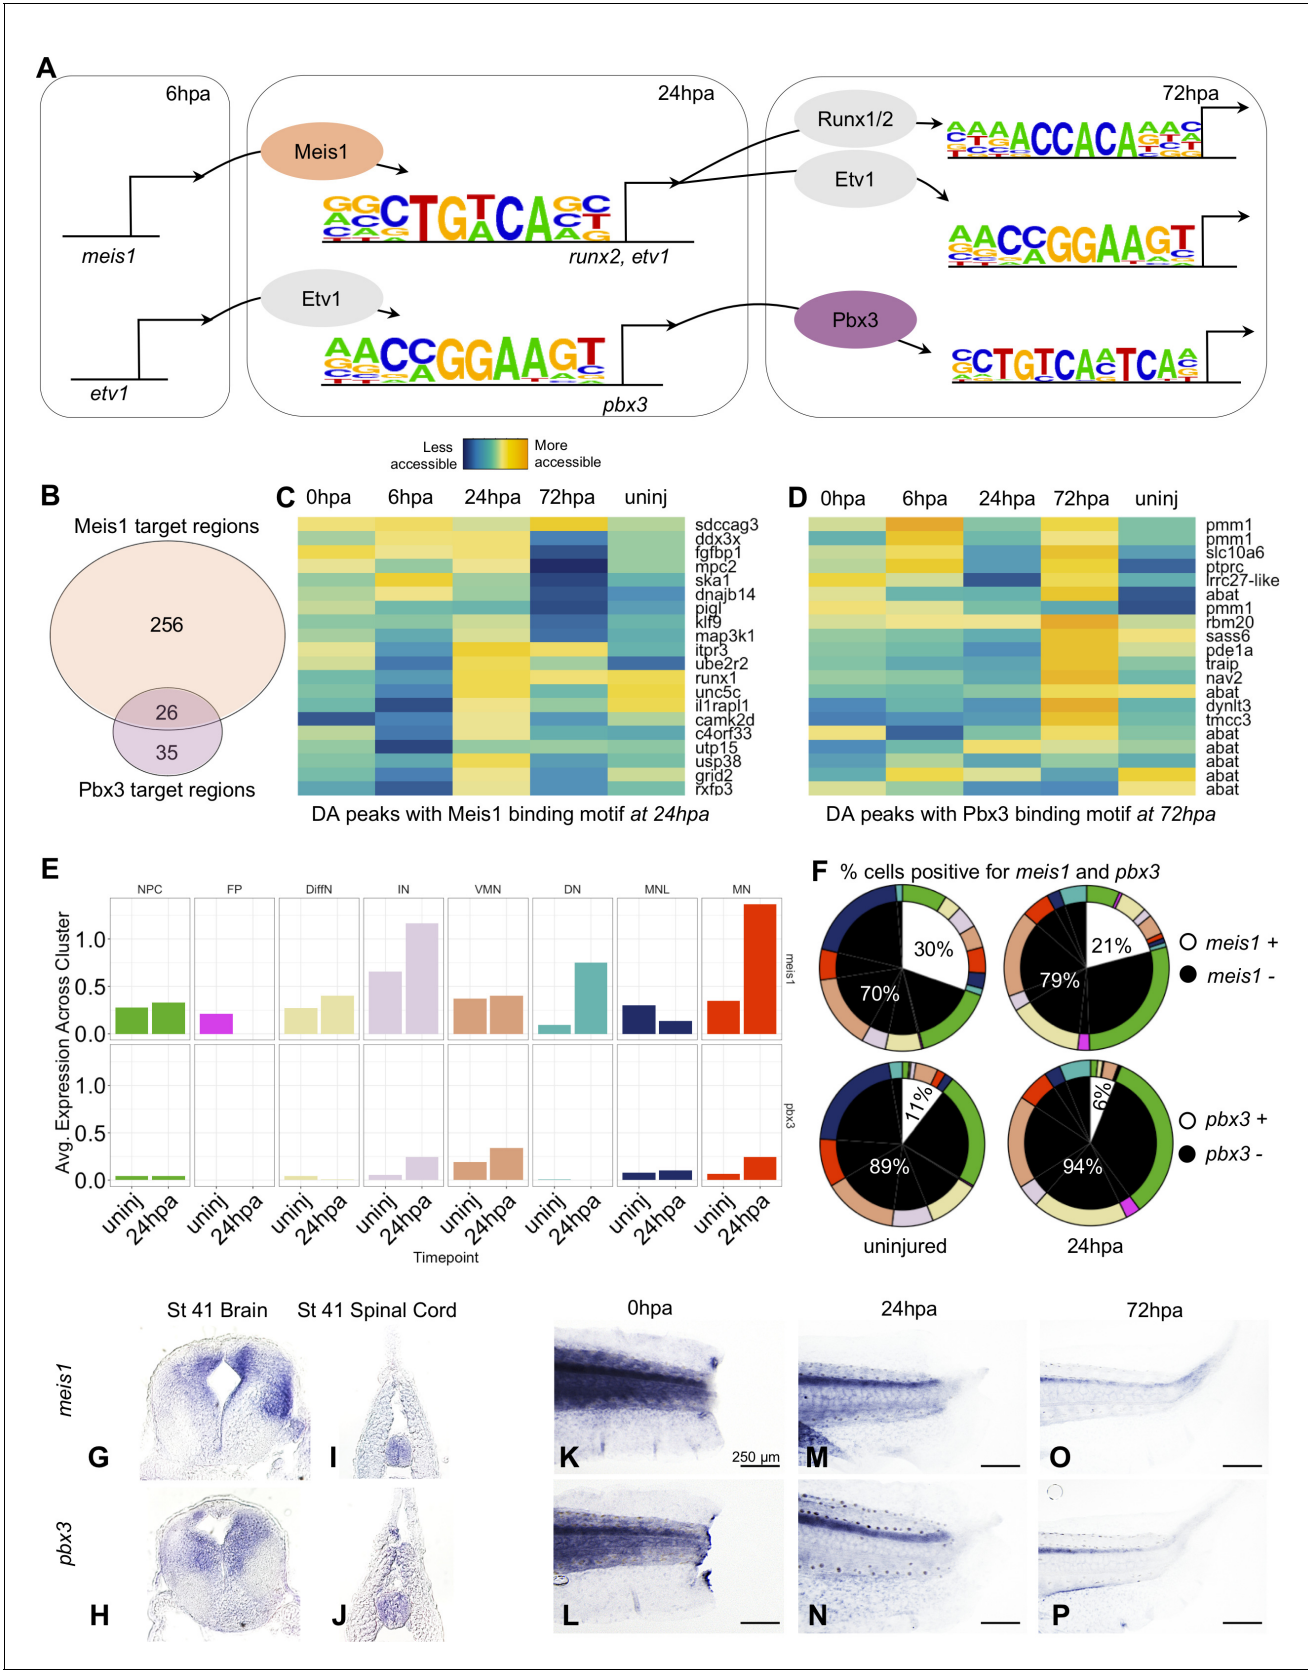 A
6hpa
24hpa
72hpa
Meis1
Runx1/2
Etv1
meis1
runx2, etv1
Etv1
Pbx3
etv1
pbx3
Less accessible
More accessible
B
Meis1 target regions
256
26
35
Pbx3 target regions
C
0hpa 6hpa 24hpa 72hpa uninj
sdccag3
ddx3x
fgfbp1
mpc2
ska1
dnajb14
pigl
klf9
map3k1
itpr3
ube2r2
runx1
unc5c
il1rapl1
camk2d
c4orf33
utp15
usp38
grid2
rxfp3
DA peaks with Meis1 binding motif at 24hpa
D
0hpa 6hpa 24hpa 72hpa uninj
pmm1
pmm1
slc10a6
ptprc
lrrc27-like
abat
pmm1
rbm20
sass6
pde1a
traip
nav2
abat
dynlt3
tmcc3
abat
abat
abat
abat
abat
DA peaks with Pbx3 binding motif at 72hpa
E
NPC FP DiffN IN VMN DN MNL MN
Avg. Expression Across Cluster
1.0
0.5
0.0
meis1
1.0
0.5
0.0
pbx3
uninj 24hpa uninj 24hpa uninj 24hpa uninj 24hpa uninj 24hpa uninj 24hpa uninj 24hpa uninj 24hpa
Timepoint
F
% cells positive for meis1 and pbx3
30%
70%
21%
79%
meis1 +
meis1 -
11%
89%
6%
94%
pbx3 +
pbx3 -
uninjured
24hpa
St 41 Brain
St 41 Spinal Cord
0hpa
24hpa
72hpa
meis1
G
I
K
250 µm
M
O
pbx3
H
J
L
N
P